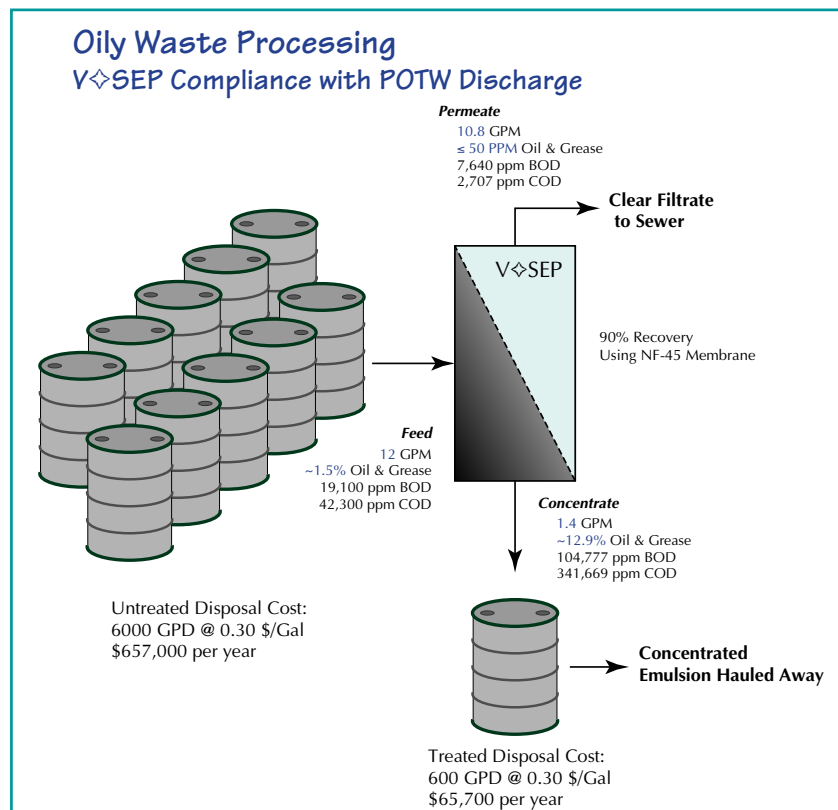 Oily Waste Processing
V✧SEP Compliance with POTW Discharge
Permeate
10.8 GPM
≤ 50 PPM Oil & Grease
7,640 ppm BOD
2,707 ppm COD
Clear Filtrate
to Sewer
V✧SEP
90% Recovery
Using NF-45 Membrane
Feed
12 GPM
~1.5% Oil & Grease
19,100 ppm BOD
42,300 ppm COD
Concentrate
1.4 GPM
~12.9% Oil & Grease
104,777 ppm BOD
341,669 ppm COD
Untreated Disposal Cost:
6000 GPD @ 0.30 $/Gal
$657,000 per year
Concentrated
Emulsion Hauled Away
Treated Disposal Cost:
600 GPD @ 0.30 $/Gal
$65,700 per year